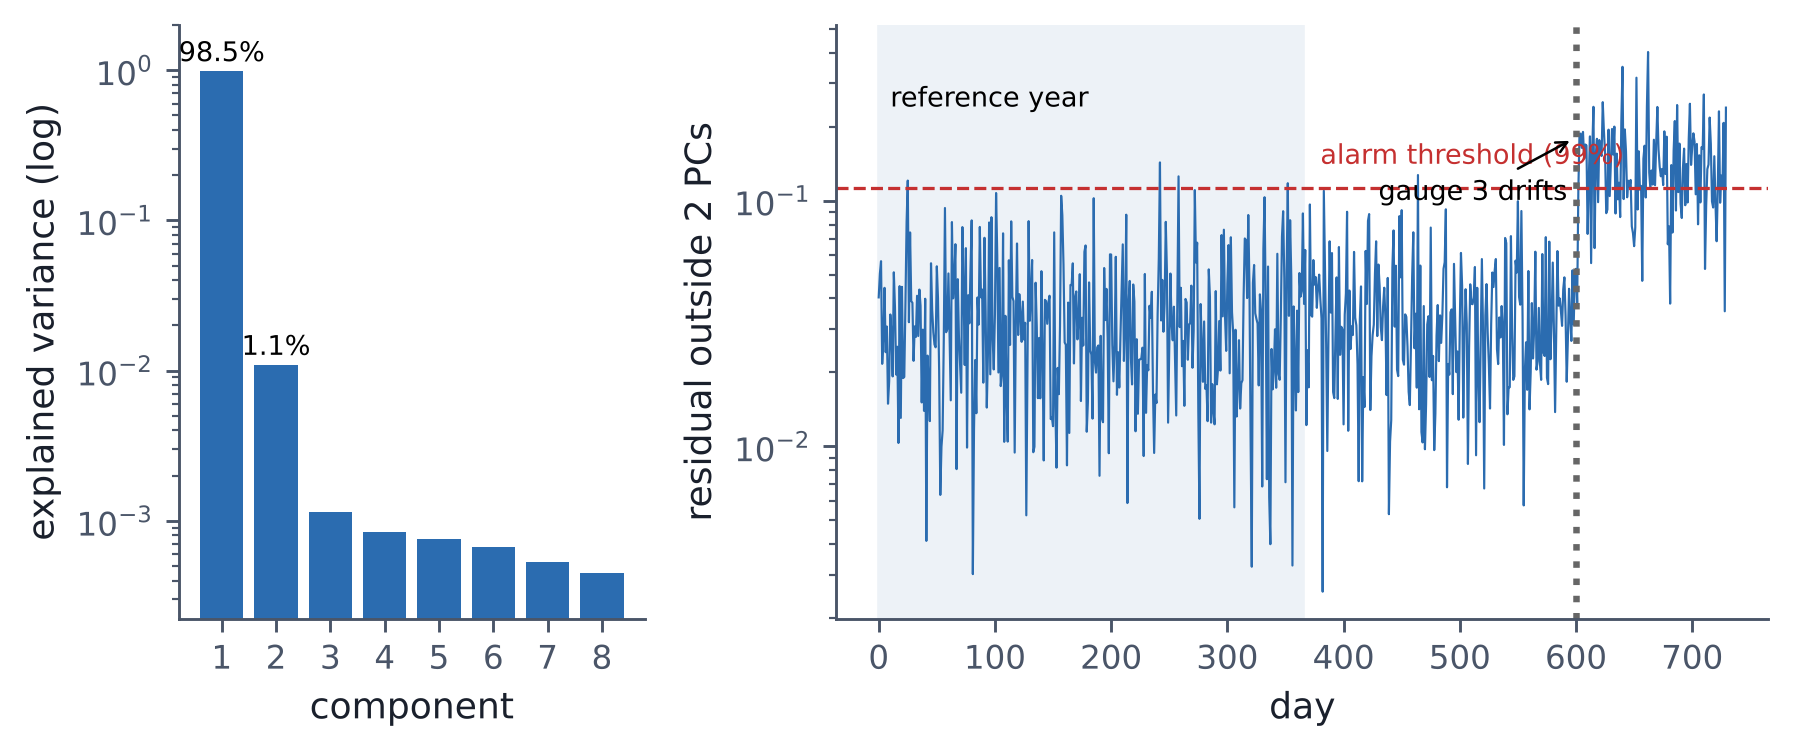 explained variance (log)
10⁰
10⁻¹
10⁻²
10⁻³
98.5%
1.1%
1 2 3 4 5 6 7 8
component
residual outside 2 PCs
10⁻¹
10⁻²
reference year
alarm threshold (99%)
gauge 3 drifts
0 100 200 300 400 500 600 700
day